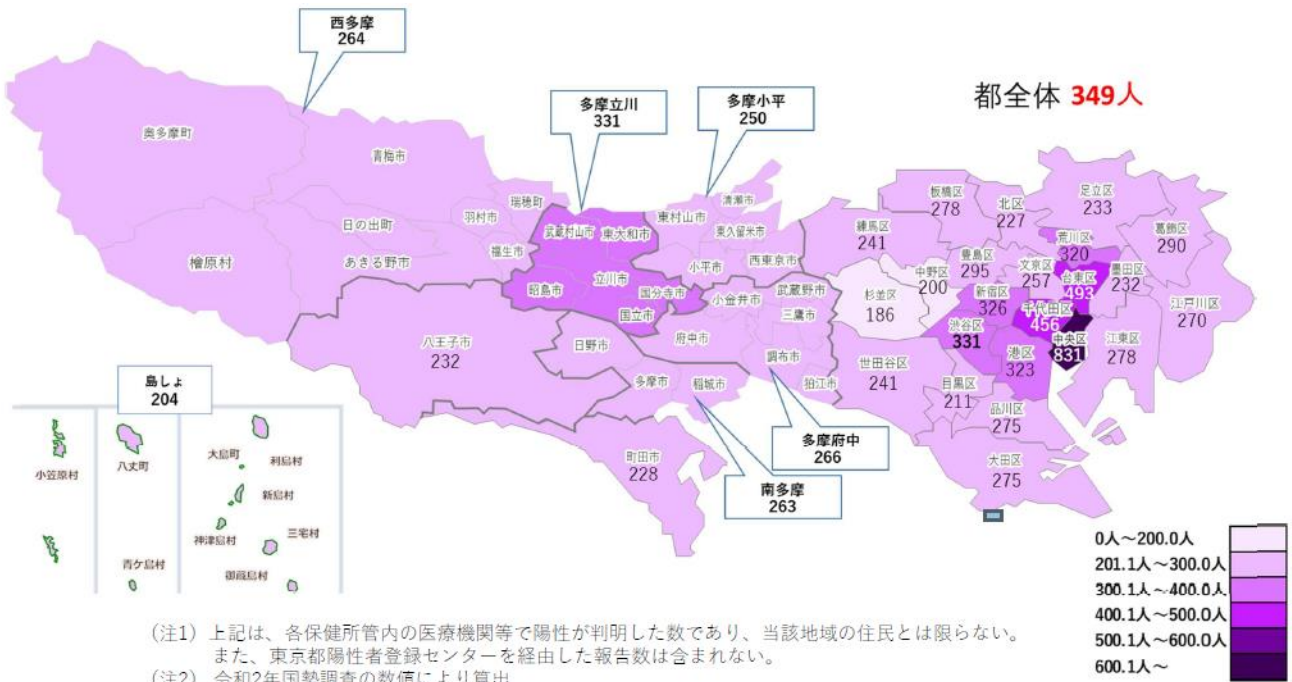 西多摩
264
多摩立川
331
多摩小平
250
都全体 349人
奥多摩町
青梅市
瑞穂町
羽村市
日の出町
福生市
あきる野市
檜原村
武蔵村山市
東大和市
立川市
昭島市
国分寺市
国立市
東村山市
清瀬市
東久留米市
小平市
西東京市
小金井市
武蔵野市
三鷹市
府中市
調布市
狛江市
八王子市
232
日野市
多摩市
稲城市
町田市
228
多摩府中
266
南多摩
263
板橋区
278
北区
227
足立区
233
葛飾区
290
練馬区
241
豊島区
295
文京区
257
荒川区
320
台東区
493
墨田区
232
江戸川区
270
中野区
200
杉並区
186
新宿区
326
千代田区
456
渋谷区
331
中央区
831
港区
323
江東区
278
世田谷区
241
目黒区
211
品川区
275
大田区
275
島しょ
204
小笠原村
八丈町
青ケ島村
大島町
利島村
新島村
神津島村
三宅村
御蔵島村
0人～200.0人
201.1人～300.0人
300.1人～400.0人
400.1人～500.0人
500.1人～600.0人
600.1人～
(注1) 上記は、各保健所管内の医療機関等で陽性が判明した数であり、当該地域の住民とは限らない。
また、東京都陽性者登録センターを経由した報告数は含まれない。
(注2) 令和2年国勢調査の数値により算出